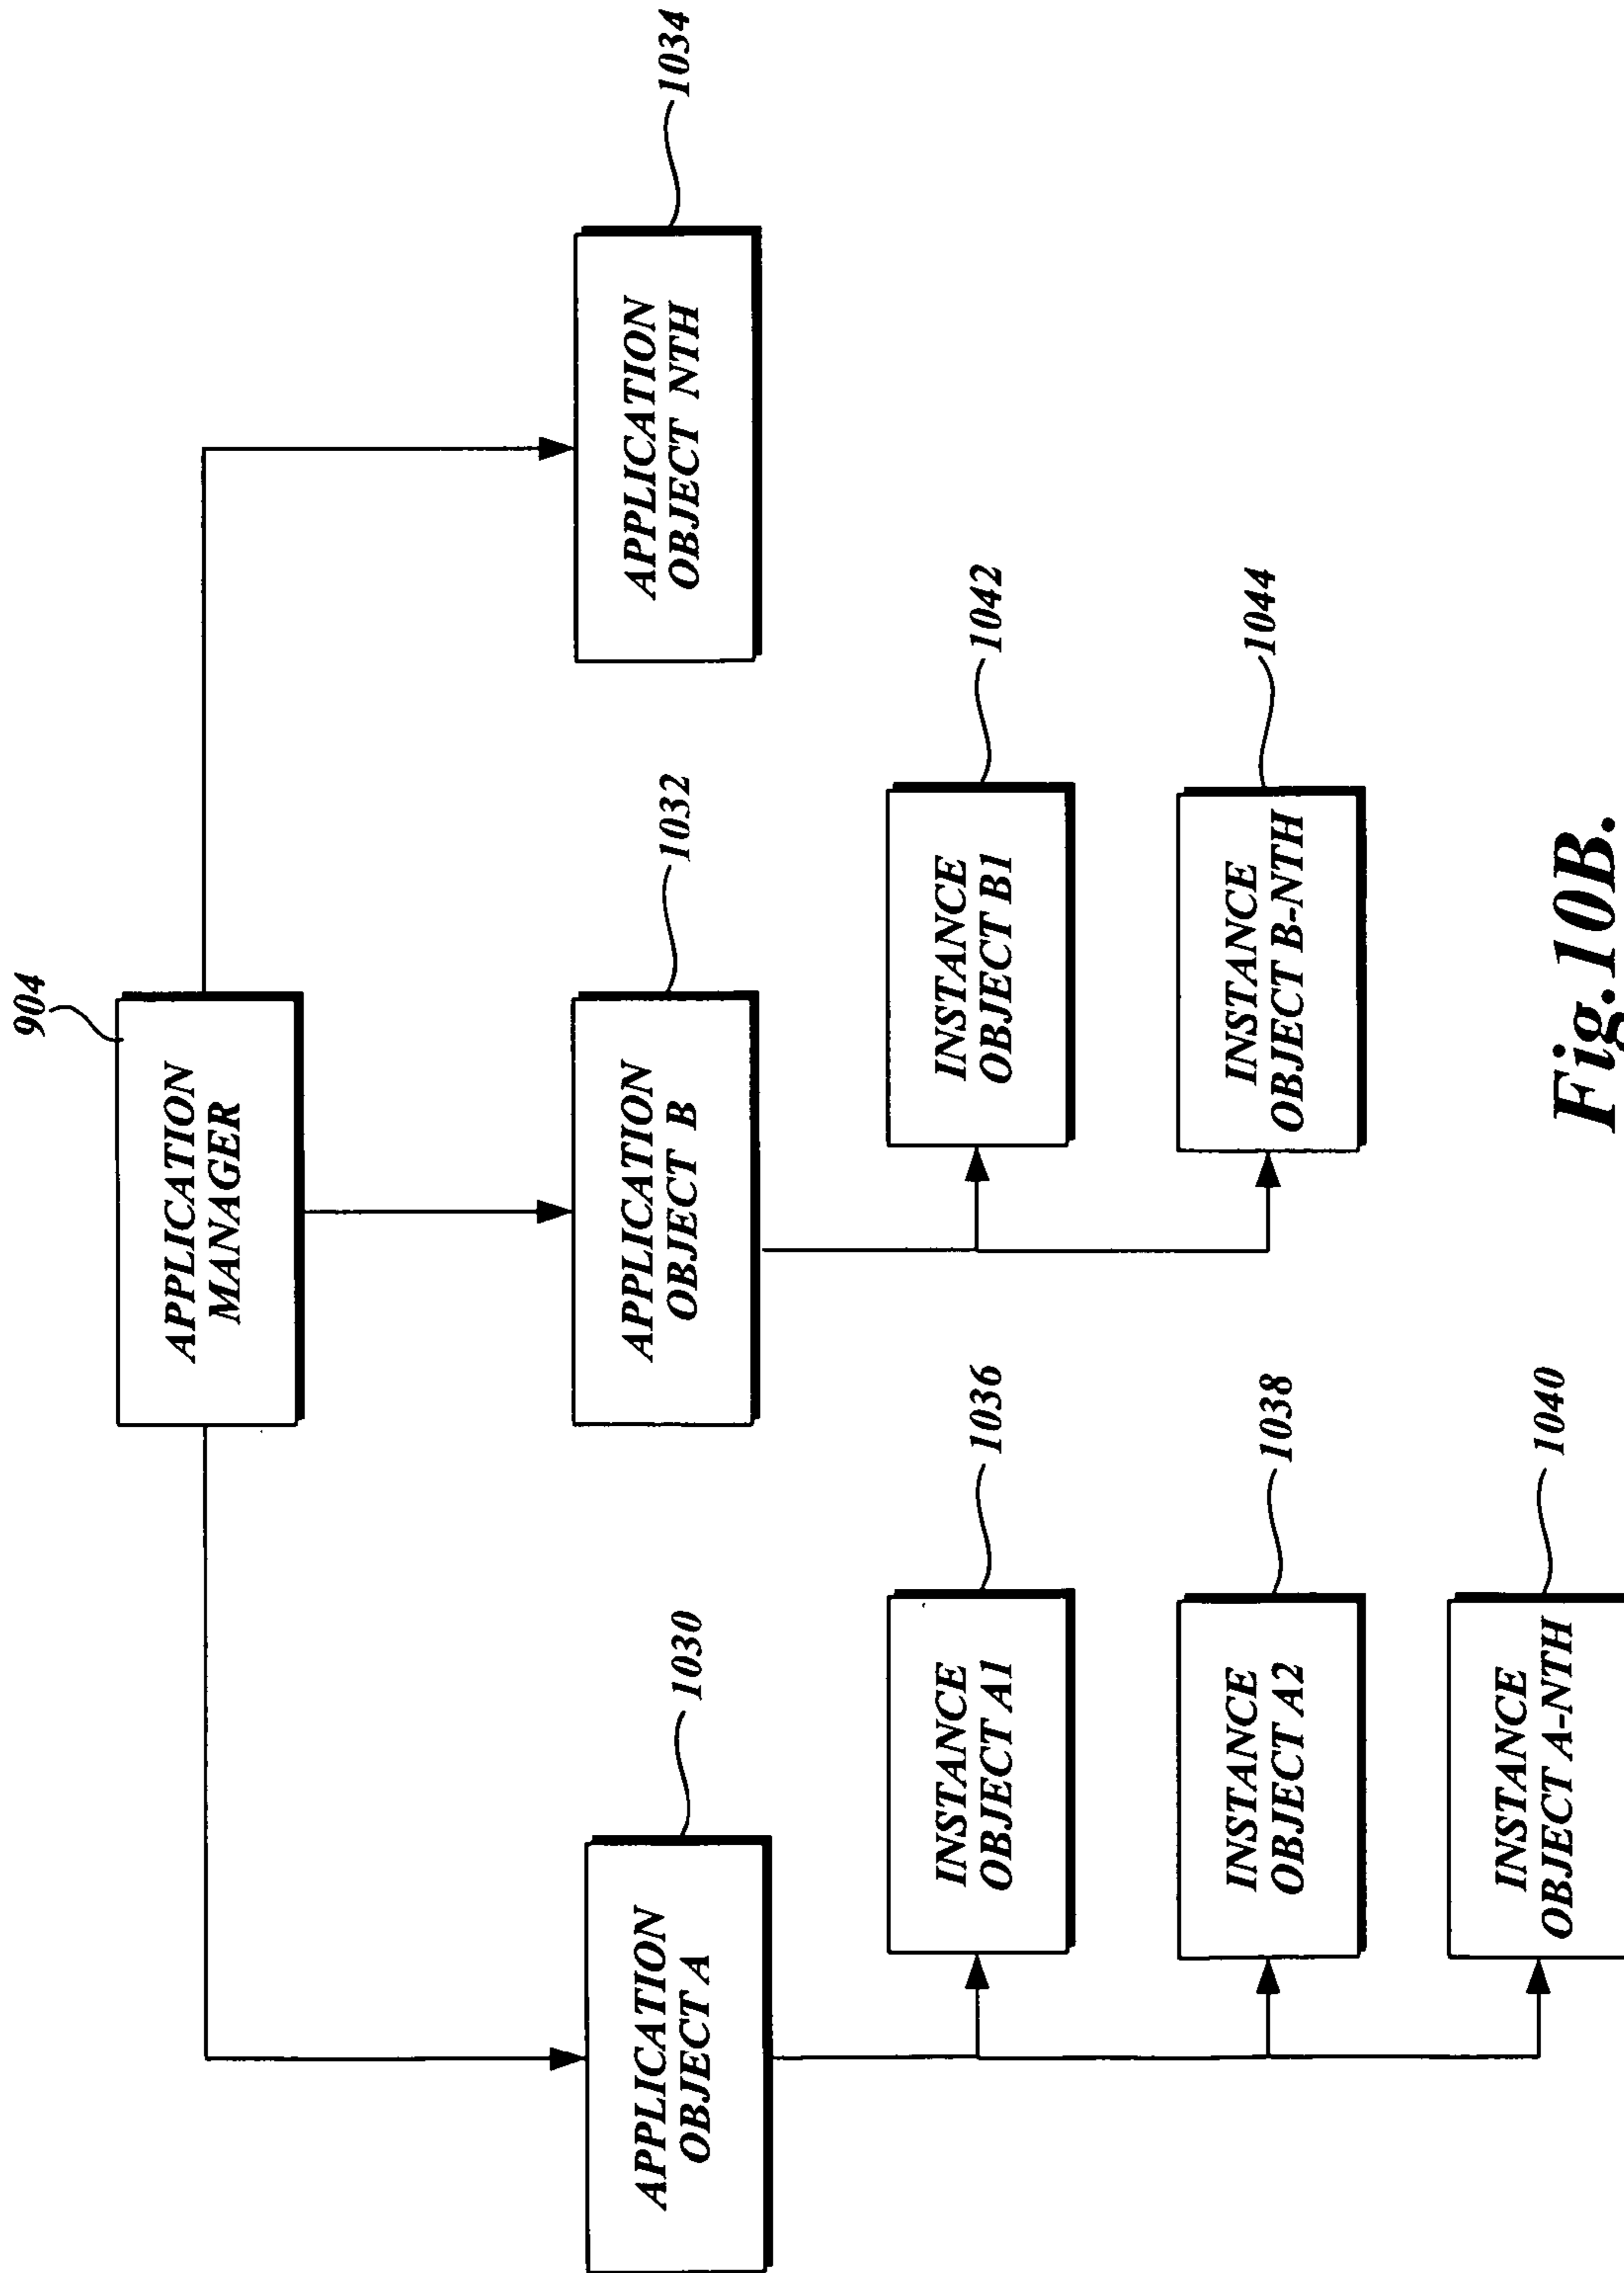 904
APPLICATION
MANAGER
1030
APPLICATION
OBJECT A
1032
APPLICATION
OBJECT B
1034
APPLICATION
OBJECT NTH
1036
INSTANCE
OBJECT A1
1042
INSTANCE
OBJECT B1
1038
INSTANCE
OBJECT A2
1044
INSTANCE
OBJECT B-NTH
1040
INSTANCE
OBJECT A-NTH
Fig.10B.